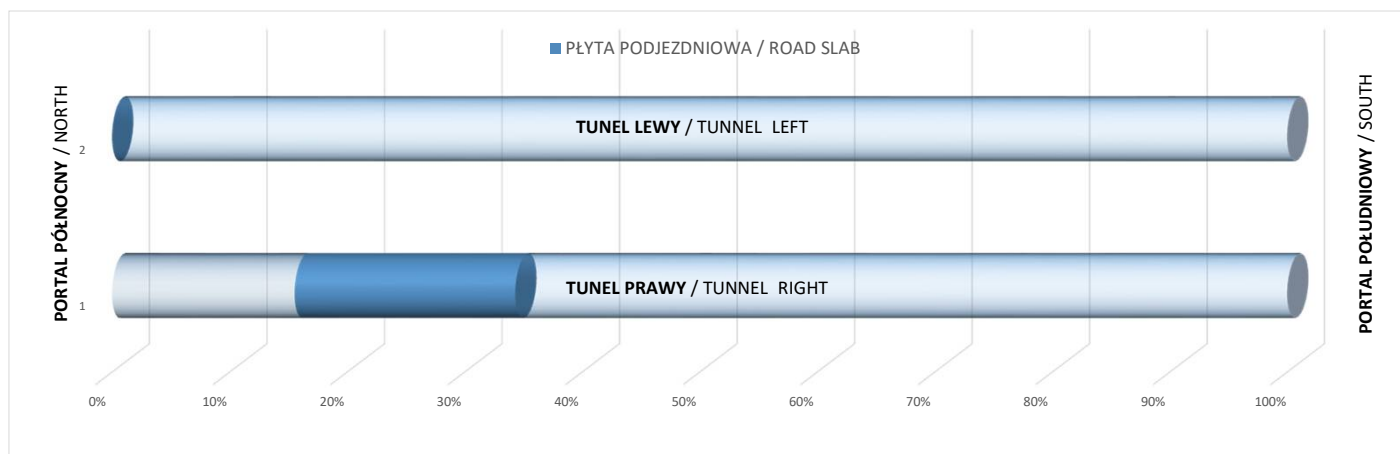 PŁYTA PODJEZDNIOWA / ROAD SLAB
PORTAL PÓŁNOCNY / NORTH
2
TUNEL LEWY / TUNNEL LEFT
1
TUNEL PRAWY / TUNNEL RIGHT
PORTAL POŁUDNIOWY / SOUTH
0% 10% 20% 30% 40% 50% 60% 70% 80% 90% 100%